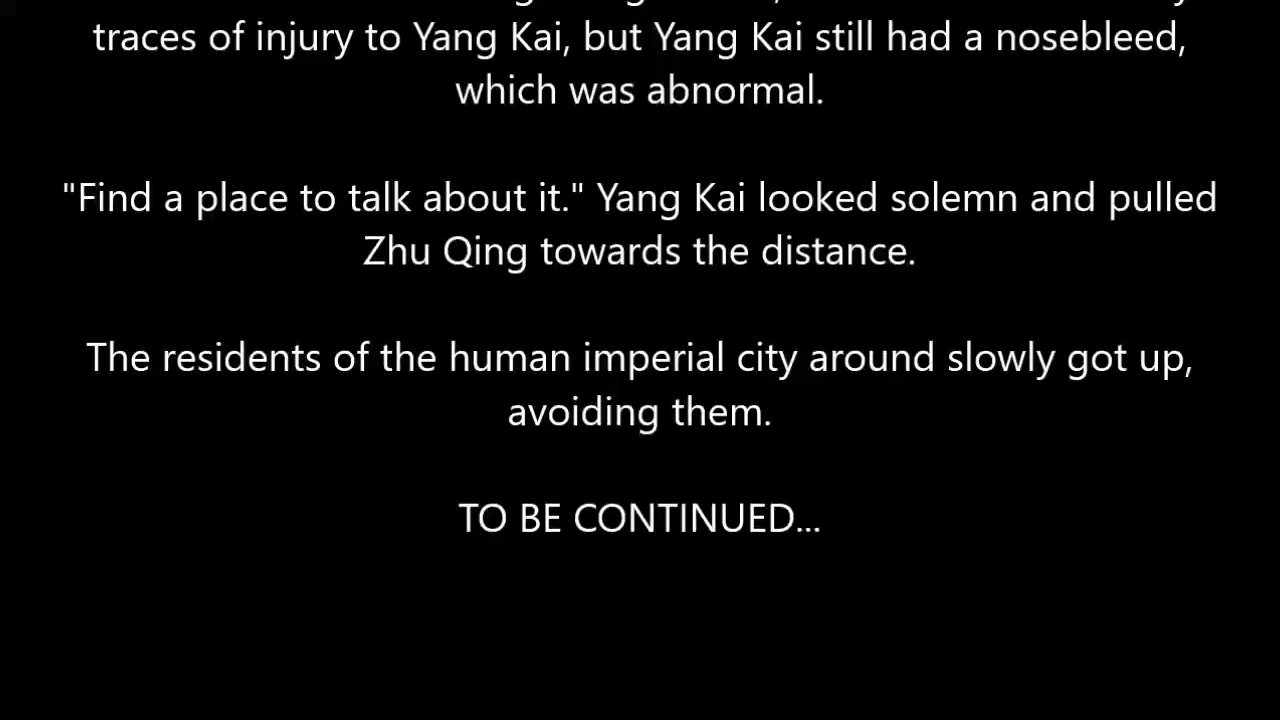 traces of injury to Yang Kai, but Yang Kai still had a nosebleed,
which was abnormal.
"Find a place to talk about it." Yang Kai looked solemn and pulled
Zhu Qing towards the distance.
The residents of the human imperial city around slowly got up,
avoiding them.
TO BE CONTINUED...